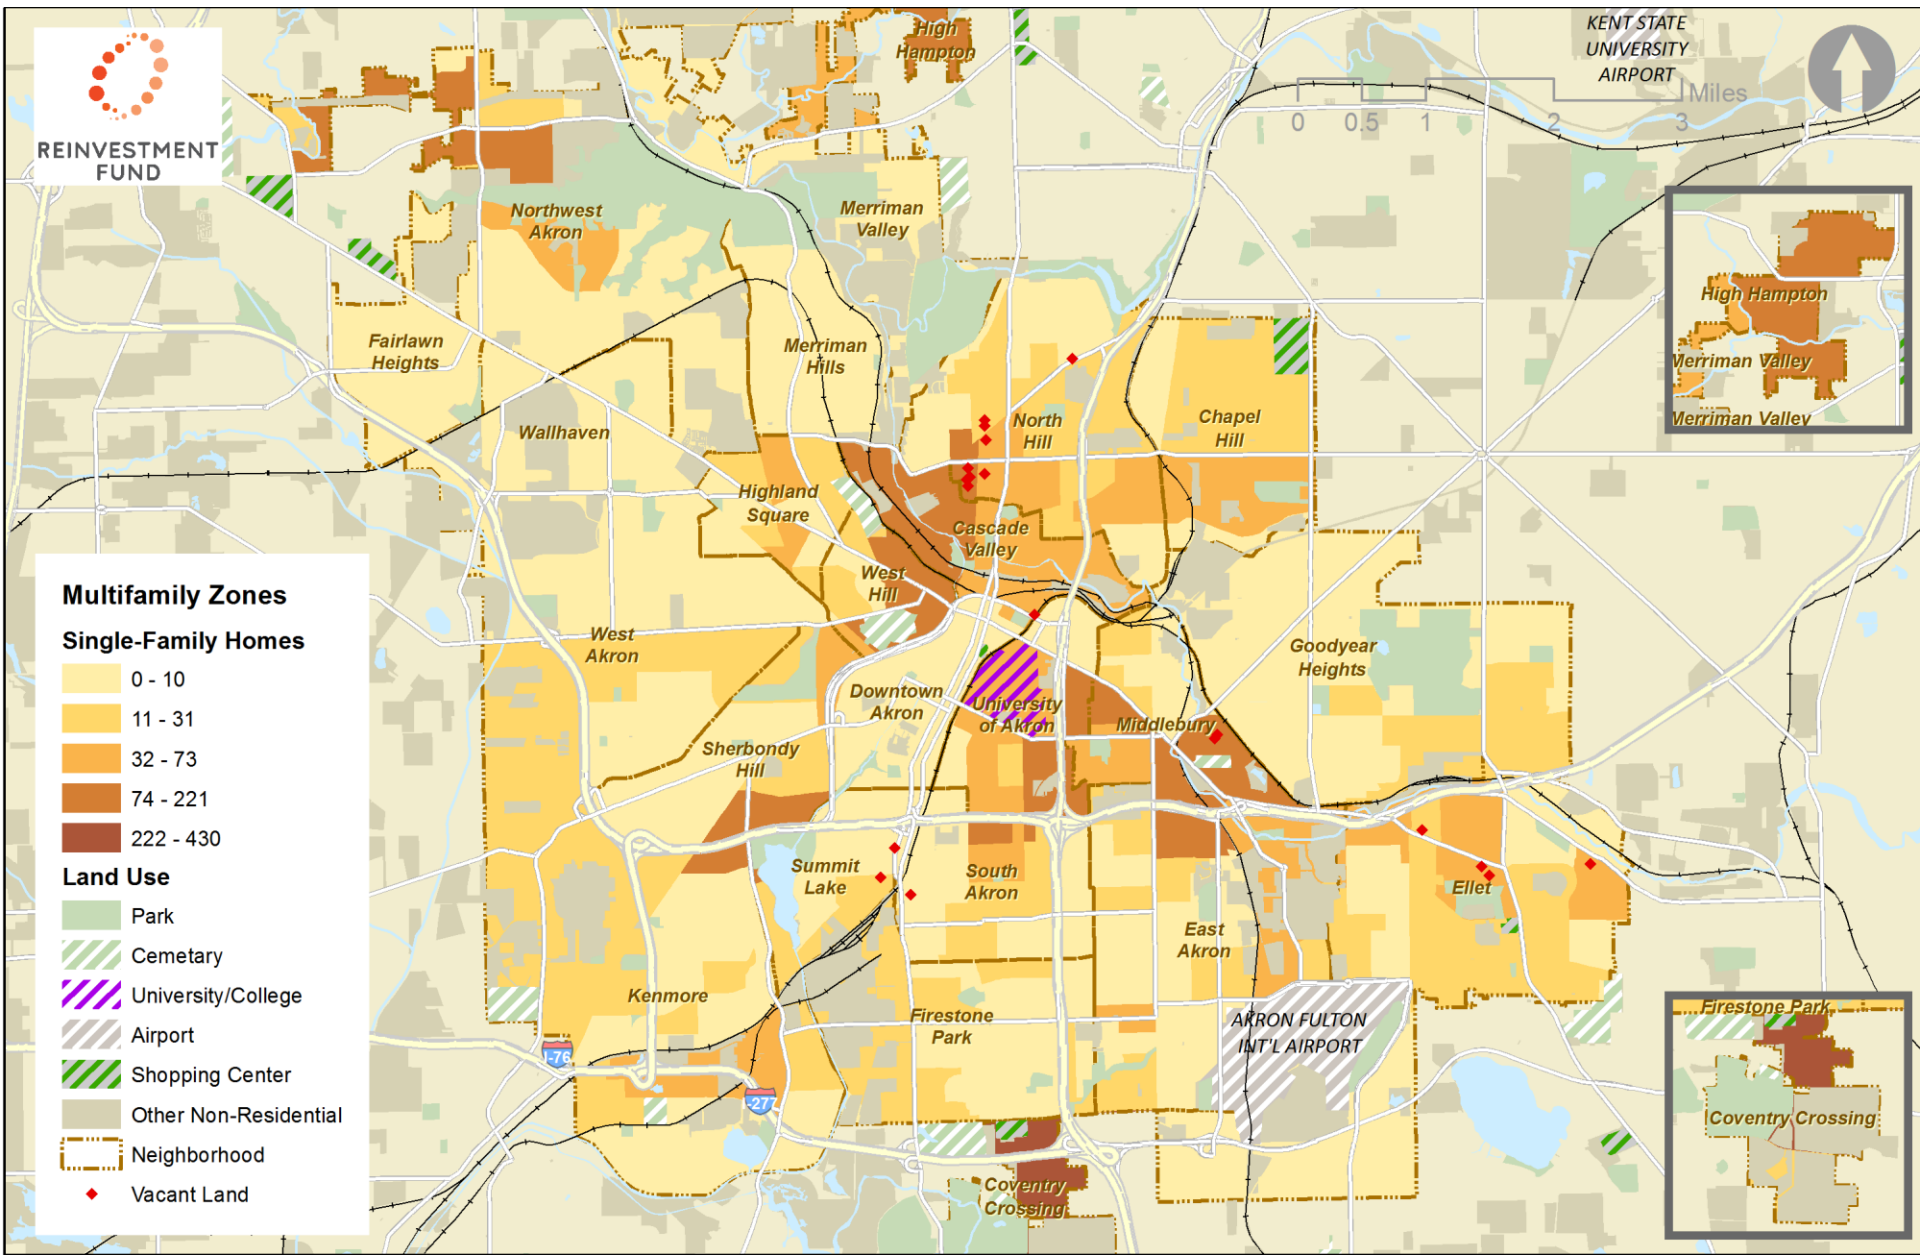 REINVESTMENT
FUND
High
Hampton
KENT STATE
UNIVERSITY
AIRPORT
Miles
0 0.5 1 2 3
Northwest
Akron
Merriman
Valley
Fairlawn
Heights
Merriman
Hills
High Hampton
Merriman Valley
Merriman Valley
Wallhaven
North
Hill
Chapel
Hill
Highland
Square
Cascade
Valley
West
Hill
West
Akron
Goodyear
Heights
Downtown
Akron
University
of Akron
Middlebury
Sherbondy
Hill
Summit
Lake
South
Akron
Ellet
East
Akron
Kenmore
Firestone
Park
AKRON FULTON
INT'L AIRPORT
I-76
I-277
Coventry
Crossing
Firestone Park
Coventry Crossing
Multifamily Zones
Single-Family Homes
0 - 10
11 - 31
32 - 73
74 - 221
222 - 430
Land Use
Park
Cemetary
University/College
Airport
Shopping Center
Other Non-Residential
Neighborhood
Vacant Land